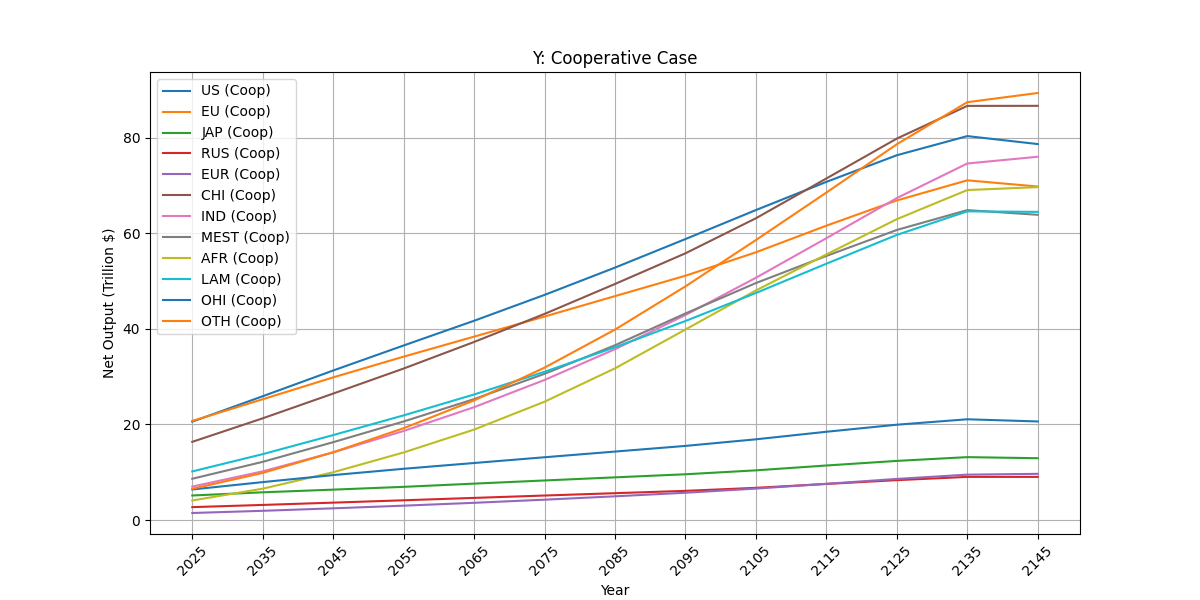 Y: Cooperative Case
US (Coop)
EU (Coop)
JAP (Coop)
RUS (Coop)
EUR (Coop)
CHI (Coop)
IND (Coop)
MEST (Coop)
AFR (Coop)
LAM (Coop)
OHI (Coop)
OTH (Coop)
Net Output (Trillion $)
80
60
40
20
0
2025 2035 2045 2055 2065 2075 2085 2095 2105 2115 2125 2135 2145
Year